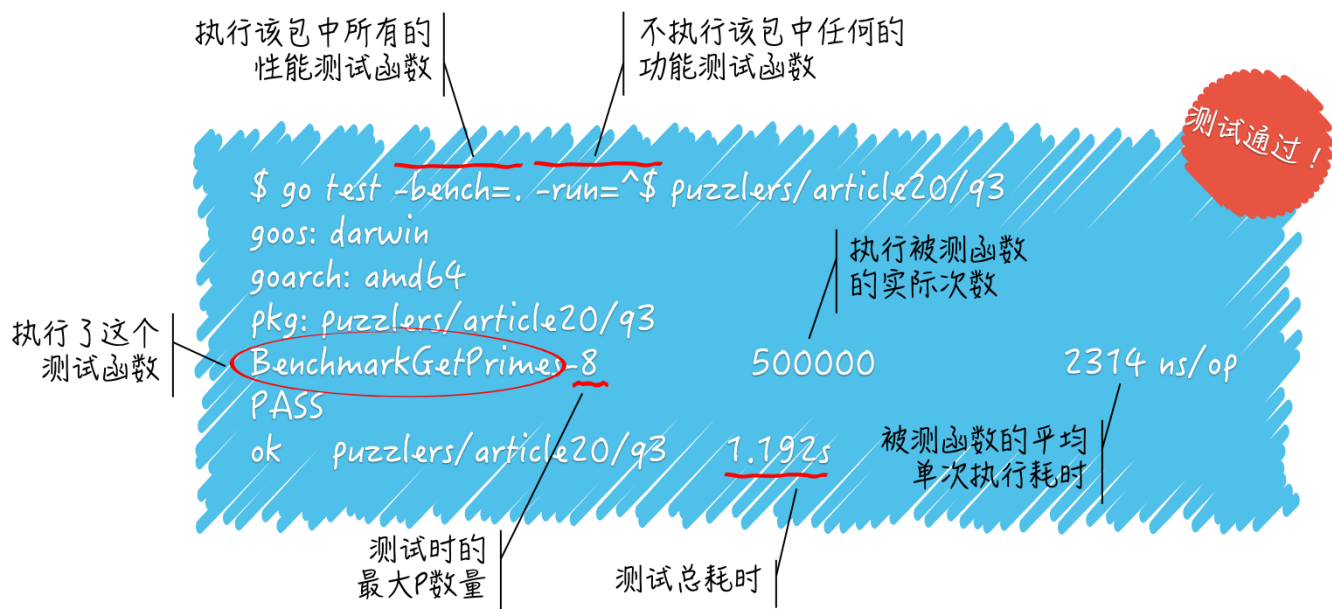 执行该包中所有的
性能测试函数
不执行该包中任何的
功能测试函数
测试通过！
$ go test -bench=. -run=^$ puzzlers/article20/q3
goos: darwin
goarch: amd64
pkg: puzzlers/article20/q3
执行被测函数
的实际次数
执行了这个
测试函数
BenchmarkGetPrimes-8 500000 2314 ns/op
PASS
ok puzzlers/article20/q3 1.192s
被测函数的平均
单次执行耗时
测试时的
最大P数量
测试总耗时